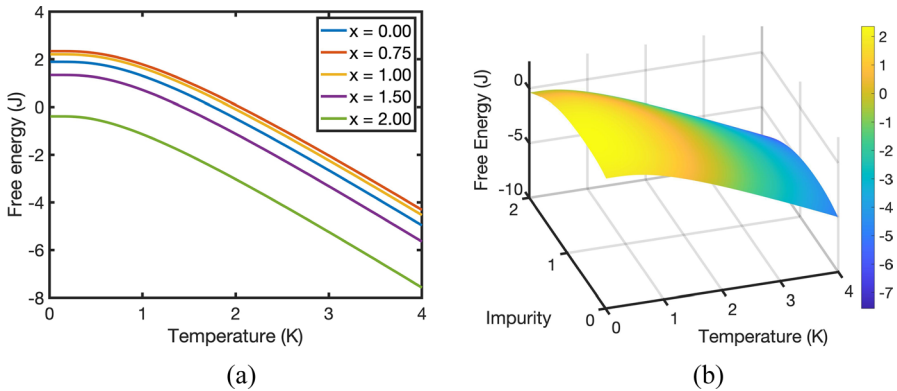 4
2
0
-2
-4
-6
-8
Free energy (J)
x = 0.00
x = 0.75
x = 1.00
x = 1.50
x = 2.00
0 1 2 3 4
Temperature (K)
(a)
(b)
0
-5
-10
Free Energy (J)
2
1
0
Impurity
0
1
2
3
4
Temperature (K)
2
1
0
-1
-2
-3
-4
-5
-6
-7
(b)